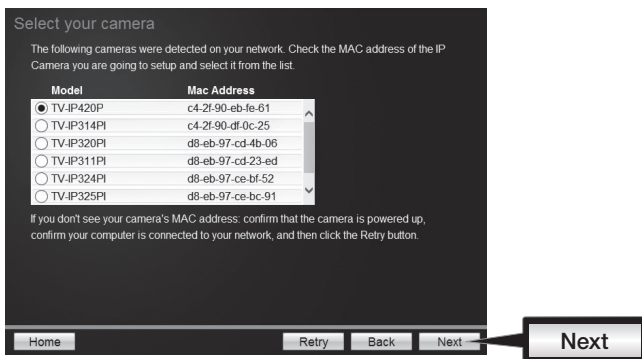 Select your camera
The following cameras were detected on your network. Check the MAC address of the IP
Camera you are going to setup and select it from the list.
Model Mac Address
TV-IP420P c4-2f-90-eb-fe-61
TV-IP314PI c4-2f-90-df-0c-25
TV-IP320PI d8-eb-97-cd-4b-06
TV-IP311PI d8-eb-97-cd-23-ed
TV-IP324PI d8-eb-97-ce-bf-52
TV-IP325PI d8-eb-97-ce-bc-91
If you don't see your camera's MAC address: confirm that the camera is powered up,
confirm your computer is connected to your network, and then click the Retry button.
Home Retry Back Next
Next